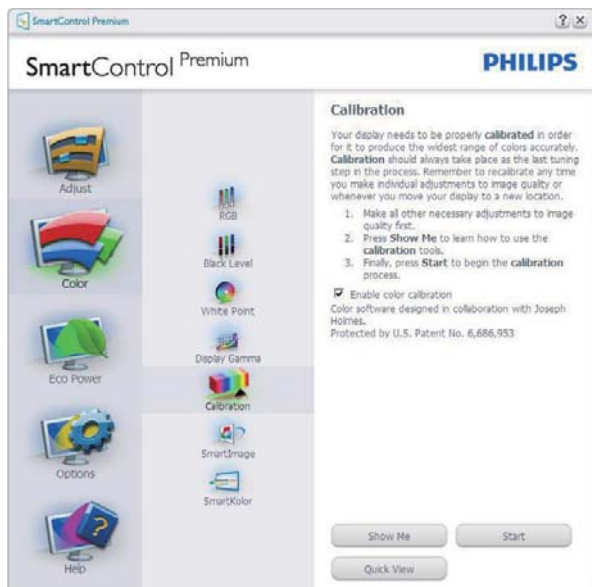 SmartControl Premium
SmartControl Premium
PHILIPS
Adjust
Color
Eco Power
Options
Help
RGB
Black Level
White Point
Display Gamma
Calibration
SmartImage
SmartKolor
Calibration
Your display needs to be properly calibrated in order
for it to produce the widest range of colors accurately.
Calibration should always take place as the last tuning
step in the process. Remember to recalibrate any time
you make individual adjustments to image quality or
whenever you move your display to a new location.
1. Make all other necessary adjustments to image
quality first.
2. Press Show Me to learn how to use the
calibration tools.
3. Finally, press Start to begin the calibration
process.
Enable color calibration
Color software designed in collaboration with Joseph
Holmes.
Protected by U.S. Patent No. 6,686,953
Show Me
Start
Quick View